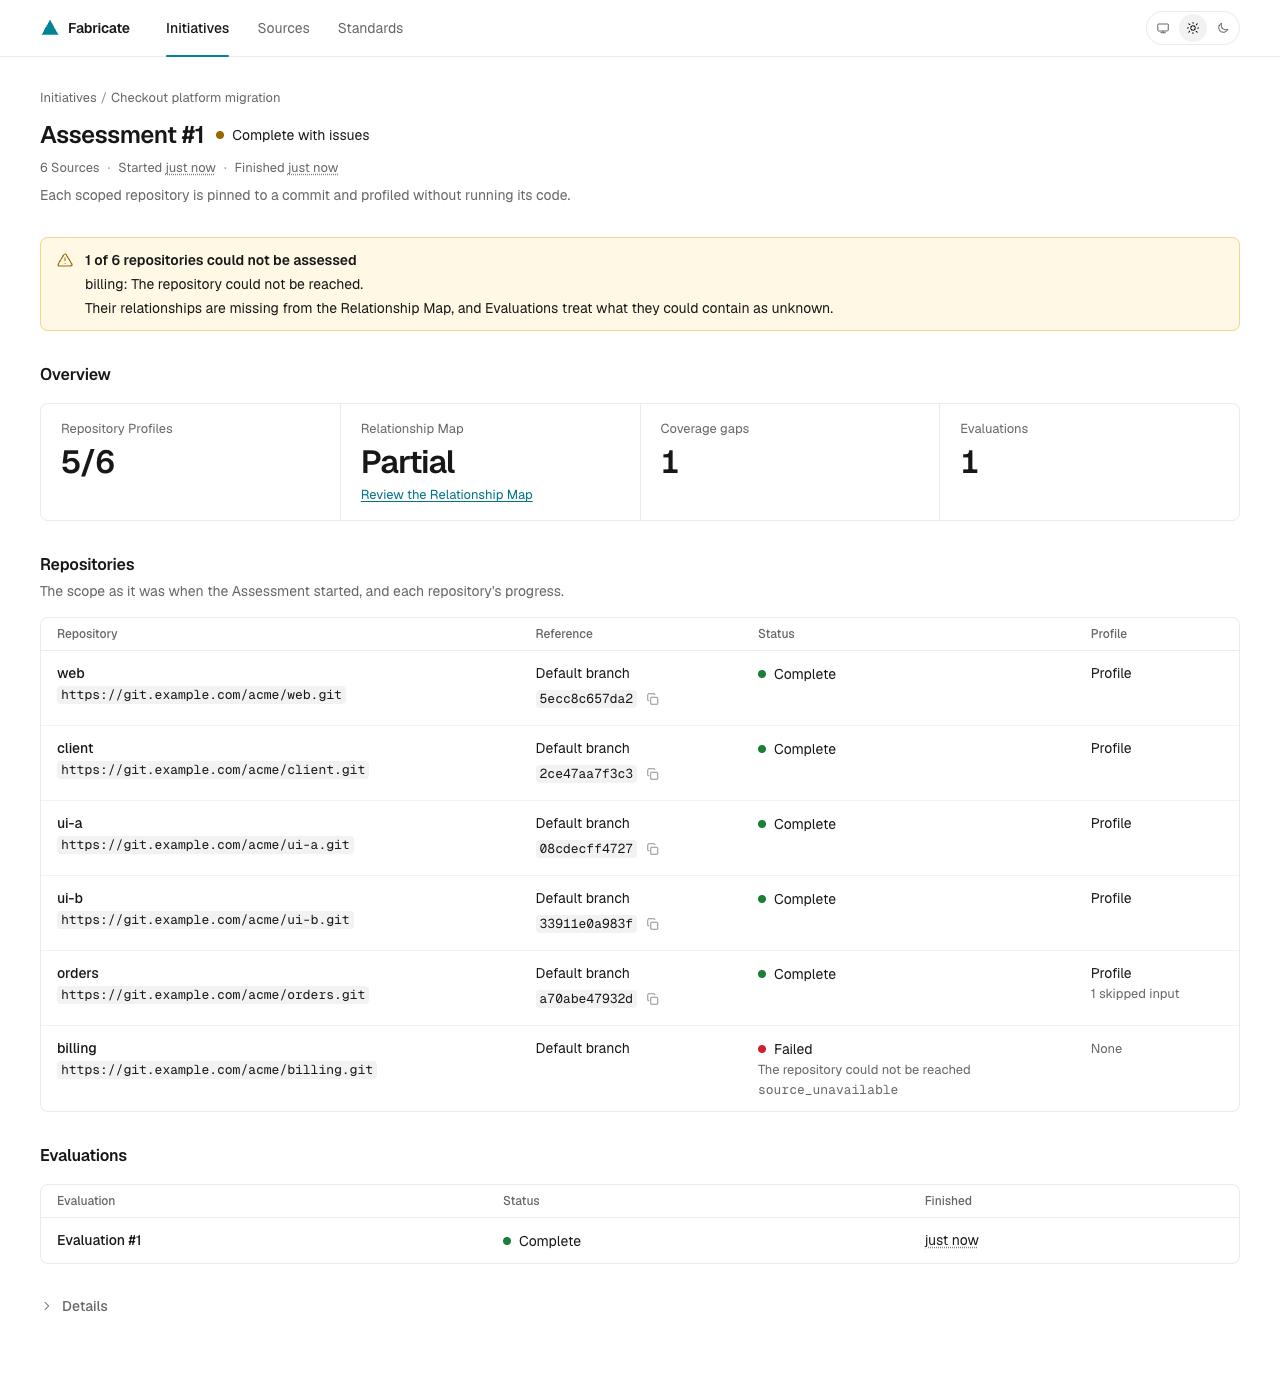 Fabricate Initiatives Sources Standards
Initiatives / Checkout platform migration
Assessment #1 Complete with issues
6 Sources · Started just now · Finished just now
Each scoped repository is pinned to a commit and profiled without running its code.
1 of 6 repositories could not be assessed
billing: The repository could not be reached.
Their relationships are missing from the Relationship Map, and Evaluations treat what they could contain as unknown.
Overview
Repository Profiles Relationship Map Coverage gaps Evaluations
5/6 Partial 1 1
Review the Relationship Map
Repositories
The scope as it was when the Assessment started, and each repository's progress.
Repository Reference Status Profile
web Default branch Complete Profile
https://git.example.com/acme/web.git 5ecc8c657da2
client Default branch Complete Profile
https://git.example.com/acme/client.git 2ce47aa7f3c3
ui-a Default branch Complete Profile
https://git.example.com/acme/ui-a.git 08cdecff4727
ui-b Default branch Complete Profile
https://git.example.com/acme/ui-b.git 33911e0a983f
orders Default branch Complete Profile
https://git.example.com/acme/orders.git a70abe47932d 1 skipped input
billing Default branch Failed None
https://git.example.com/acme/billing.git The repository could not be reached
source_unavailable
Evaluations
Evaluation Status Finished
Evaluation #1 Complete just now
Details